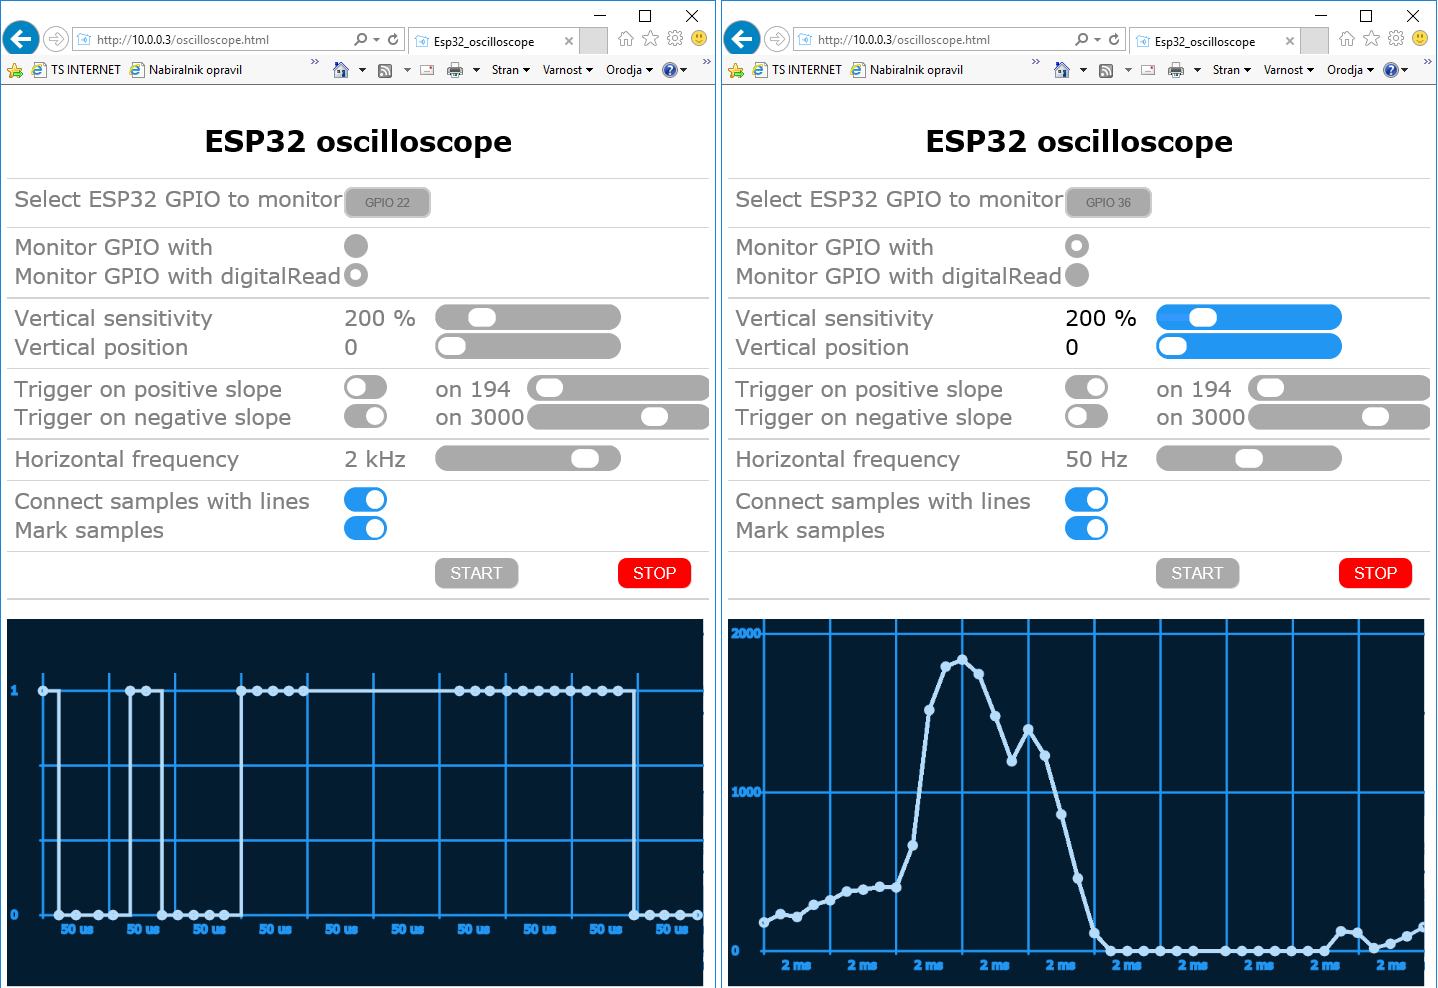 http://10.0.0.3/oscilloscope.html
Esp32_oscilloscope
TS INTERNET
Nabiralnik opravil
»
Stran
Varnost
Orodja
»
ESP32 oscilloscope
Select ESP32 GPIO to monitor GPIO 22
Monitor GPIO with
Monitor GPIO with digitalRead
Vertical sensitivity 200 %
Vertical position 0
Trigger on positive slope on 194
Trigger on negative slope on 3000
Horizontal frequency 2 kHz
Connect samples with lines
Mark samples
START STOP
1
0
50 us 50 us 50 us 50 us 50 us 50 us 50 us 50 us 50 us 50 us
http://10.0.0.3/oscilloscope.html
Esp32_oscilloscope
TS INTERNET
Nabiralnik opravil
»
Stran
Varnost
Orodja
»
ESP32 oscilloscope
Select ESP32 GPIO to monitor GPIO 36
Monitor GPIO with
Monitor GPIO with digitalRead
Vertical sensitivity 200 %
Vertical position 0
Trigger on positive slope on 194
Trigger on negative slope on 3000
Horizontal frequency 50 Hz
Connect samples with lines
Mark samples
START STOP
2000
1000
0
2 ms 2 ms 2 ms 2 ms 2 ms 2 ms 2 ms 2 ms 2 ms 2 ms